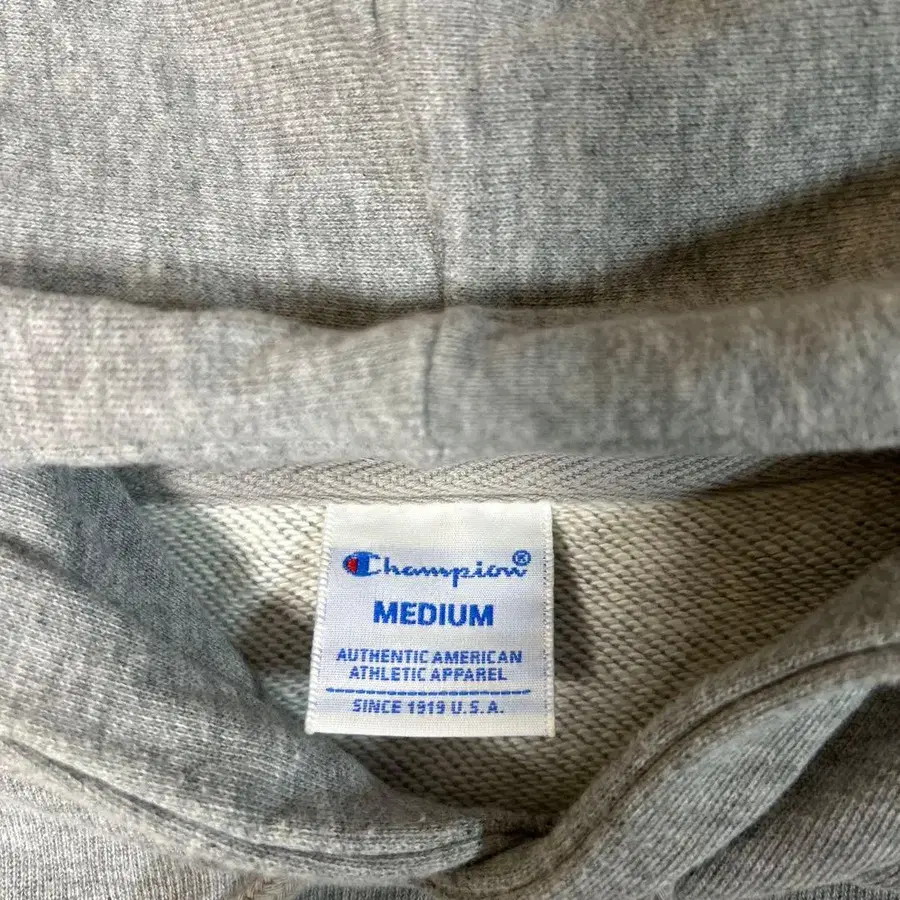 Champion®
MEDIUM
AUTHENTIC AMERICAN
ATHLETIC APPAREL
SINCE 1919 U.S.A.